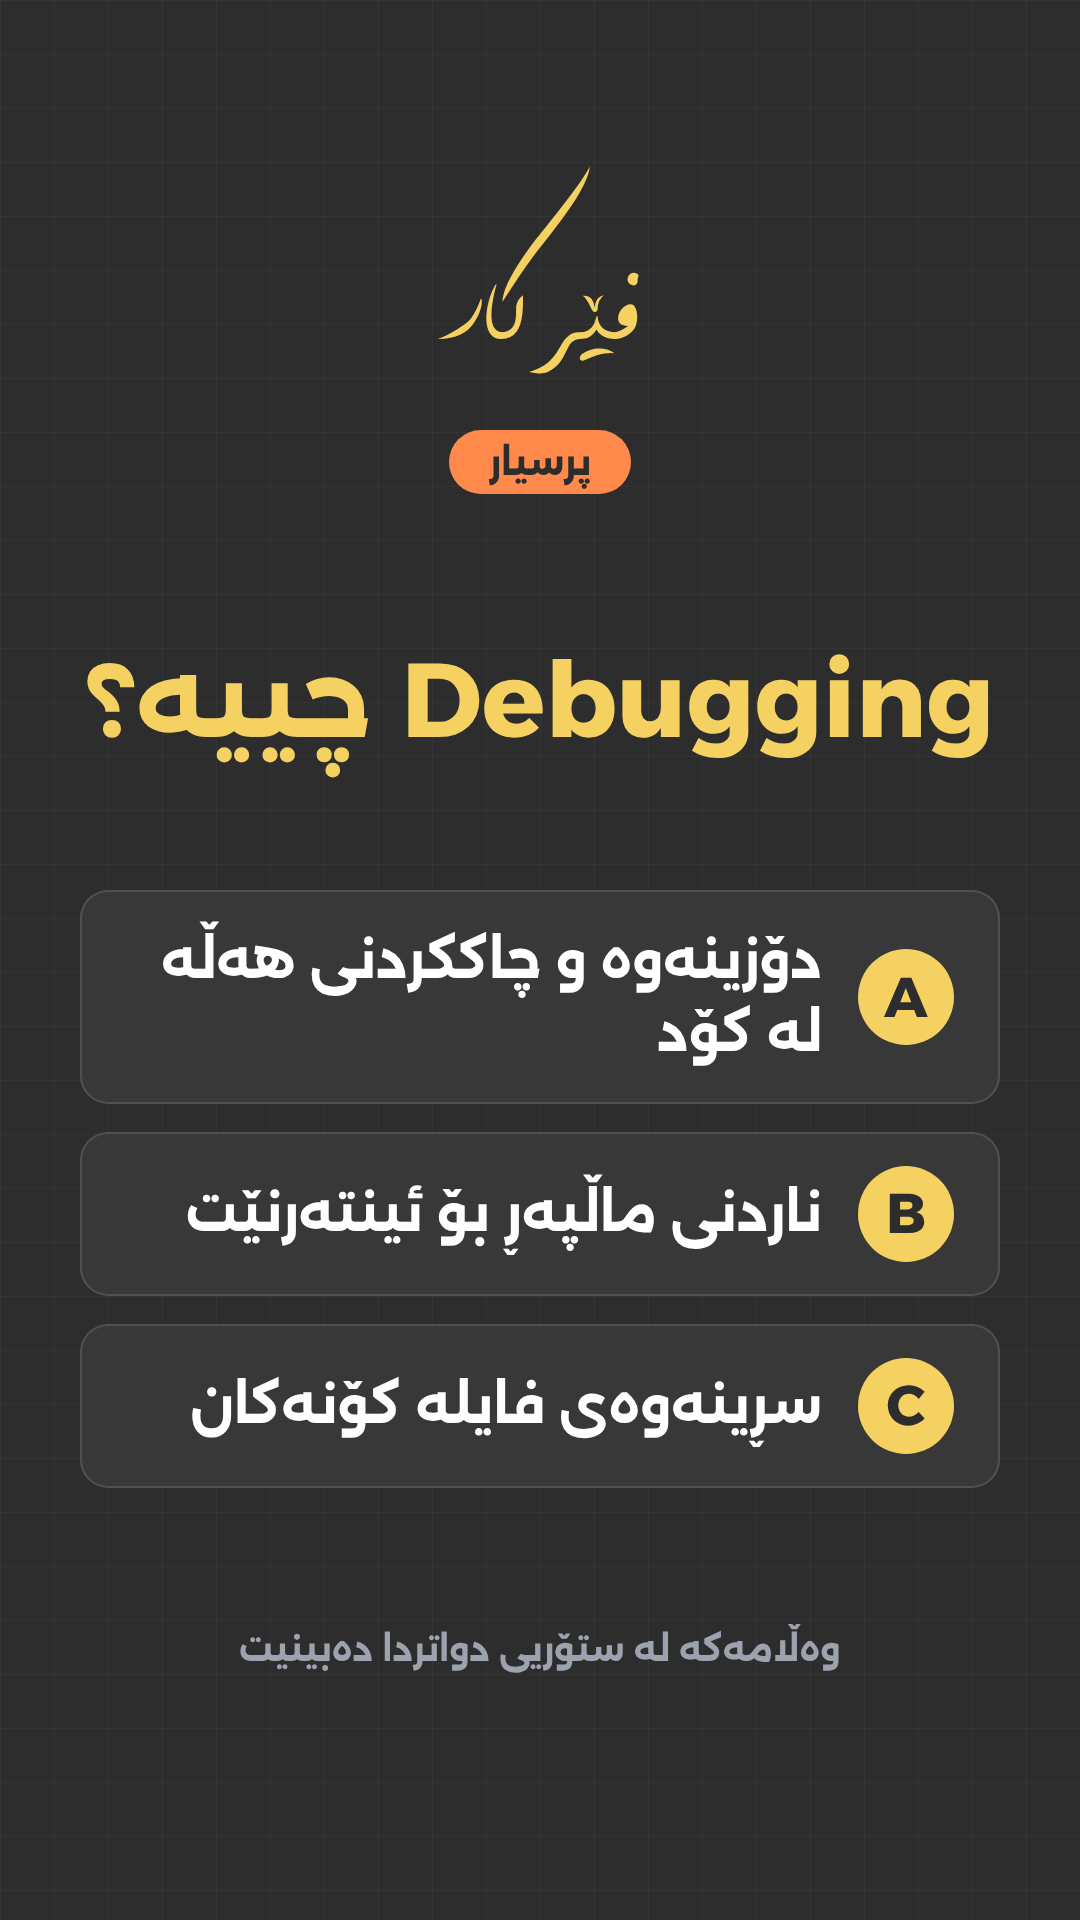 فێرکار
پرسیار
Debugging چییە؟
A
دۆزینەوە و چاککردنی هەڵە
لە کۆد
B
ناردنی ماڵپەڕ بۆ ئینتەرنێت
C
سڕینەوەی فایلە کۆنەکان
وەڵامەکە لە ستۆریی دواتردا دەبینیت